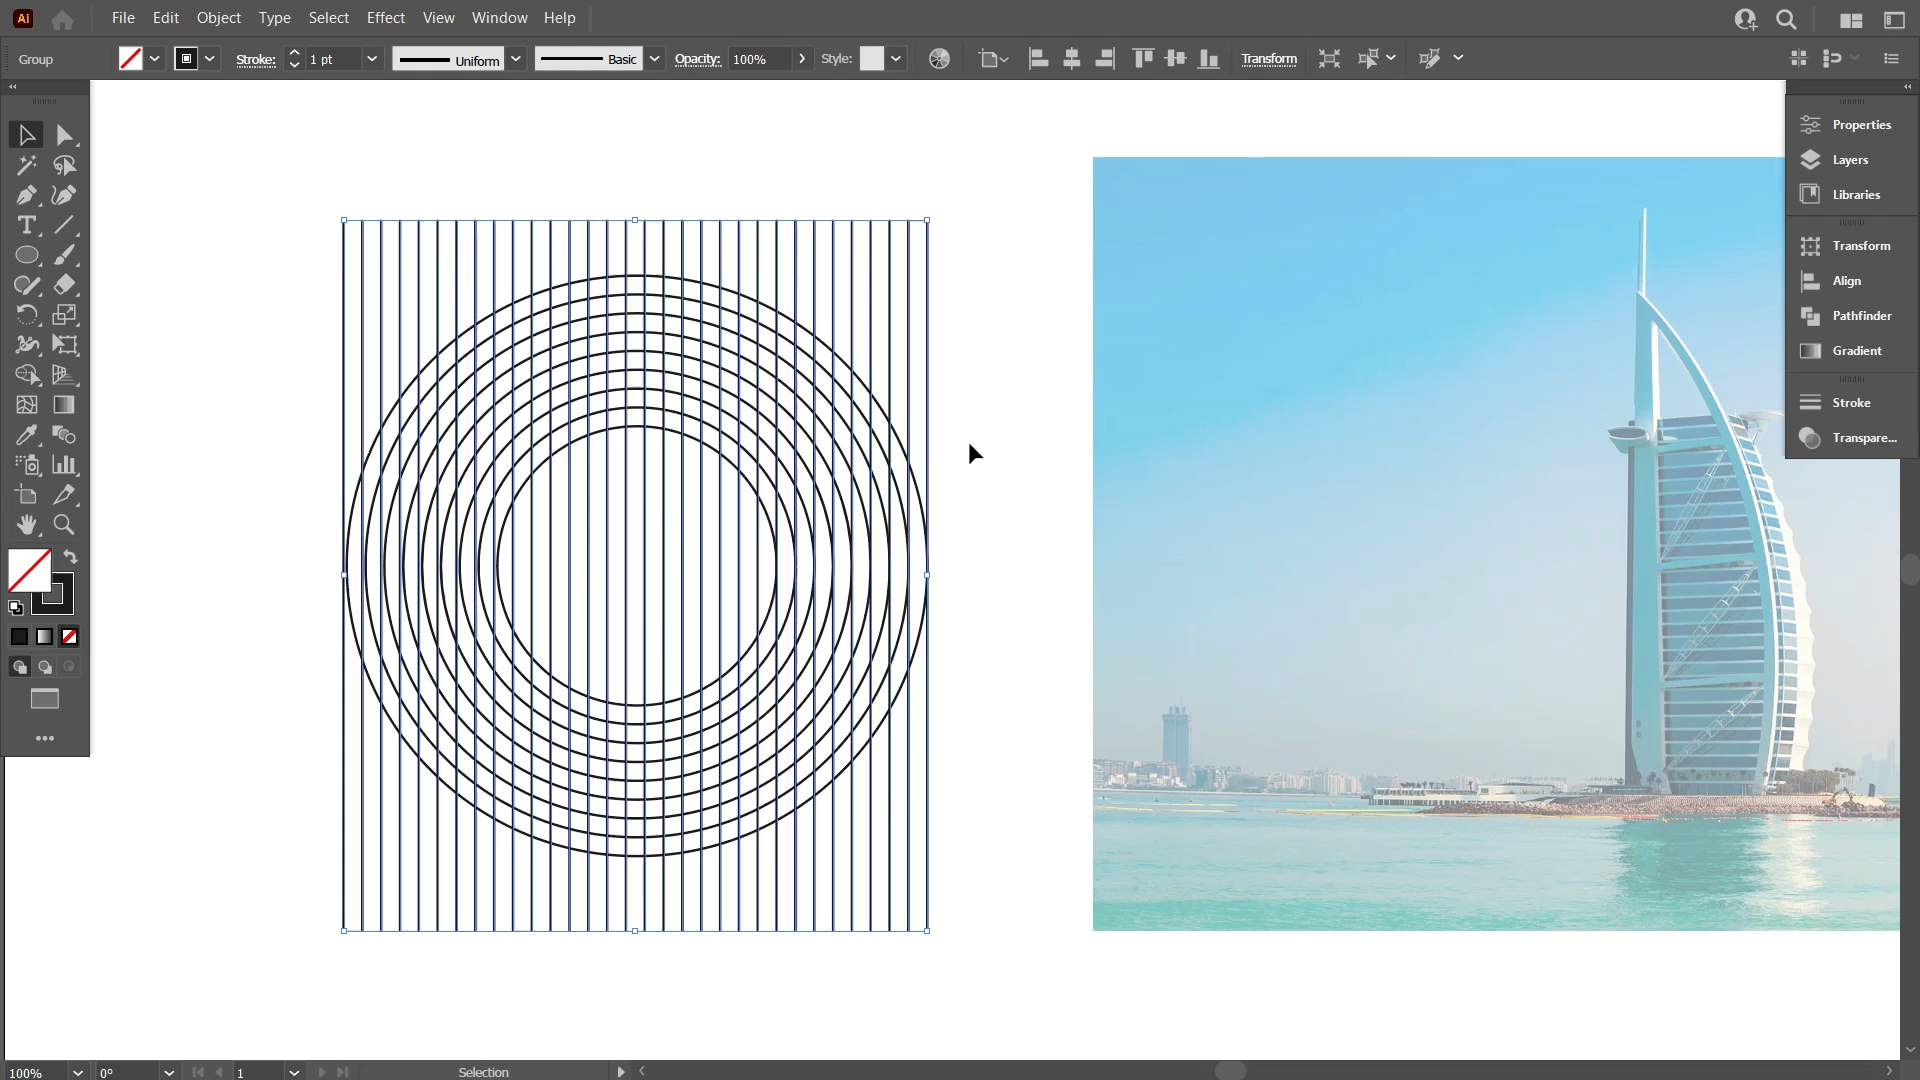 Ai File Edit Object Type Select Effect View Window Help
Group Stroke: 1 pt Uniform Basic Opacity: 100% Style: Transform
Properties
Layers
Libraries
Transform
Align
Pathfinder
Gradient
Stroke
Transpare...
100% 0° 1 Selection